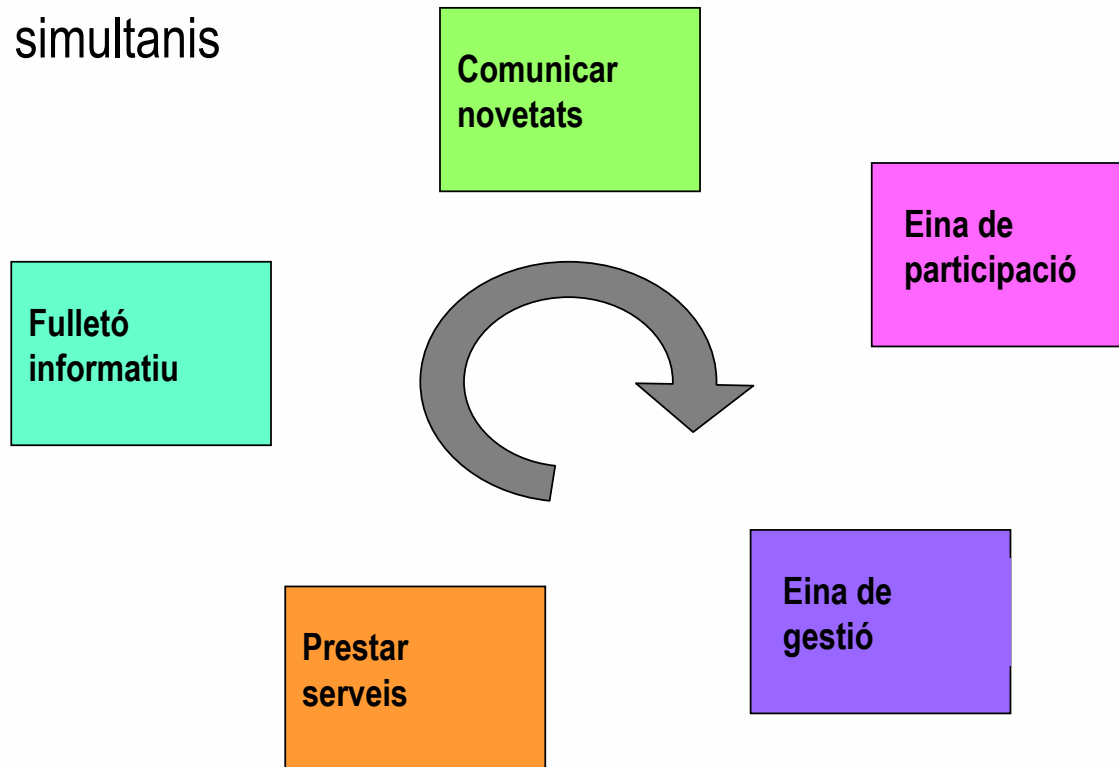 simultanis
Comunicar
novetats
Eina de
participació
Fulletó
informatiu
Eina de
gestió
Prestar
serveis